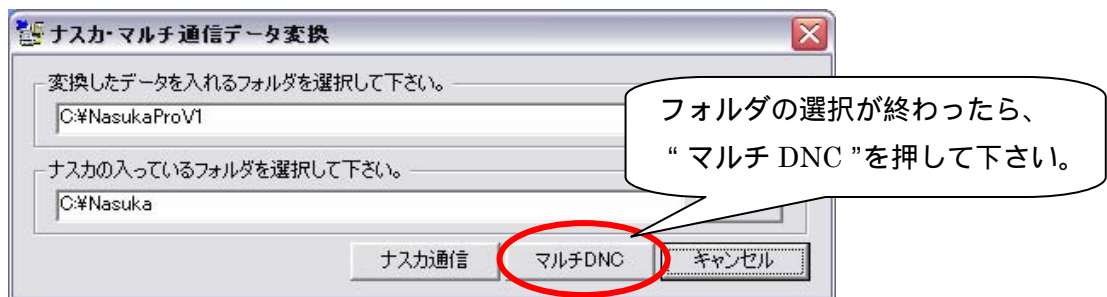 ナスカ・マルチ通信データ変換
変換したデータを入れるフォルダを選択して下さい。
C:¥NasukaProV1
フォルダの選択が終わったら、
“マルチ DNC ”を押して下さい。
ナスカの入っているフォルダを選択して下さい。
C:¥Nasuka
ナスカ通信
マルチDNC
キャンセル